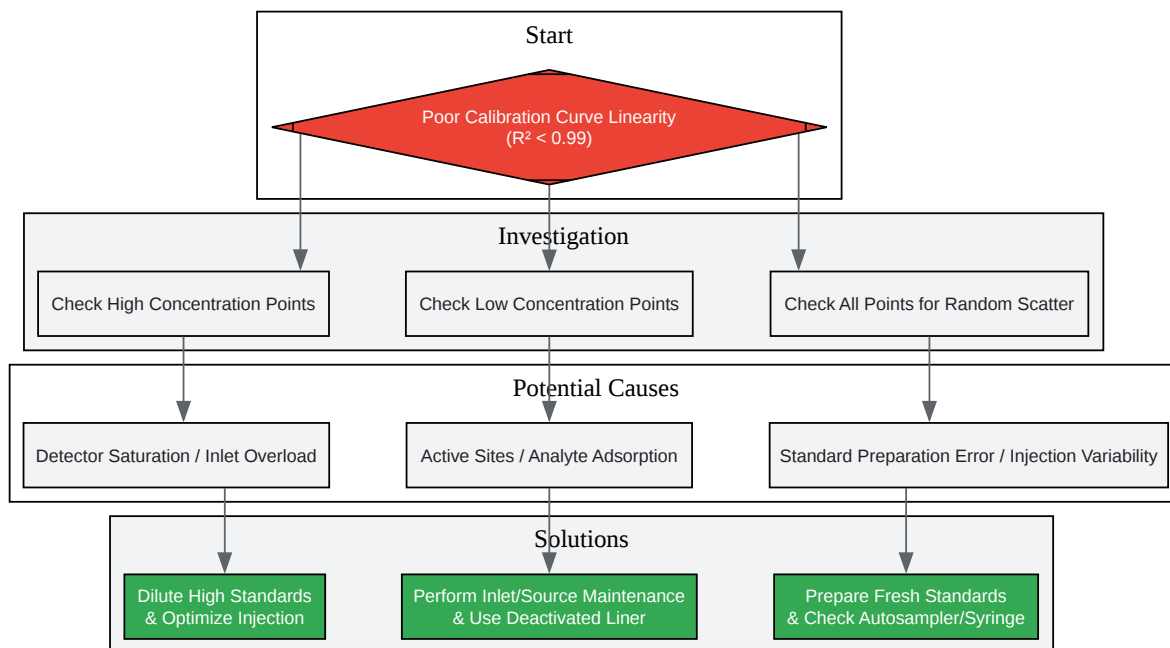 Start
Poor Calibration Curve Linearity
(R² < 0.99)
Investigation
Check High Concentration Points
Check Low Concentration Points
Check All Points for Random Scatter
Potential Causes
Detector Saturation / Inlet Overload
Active Sites / Analyte Adsorption
Standard Preparation Error / Injection Variability
Solutions
Dilute High Standards
& Optimize Injection
Perform Inlet/Source Maintenance
& Use Deactivated Liner
Prepare Fresh Standards
& Check Autosampler/Syringe